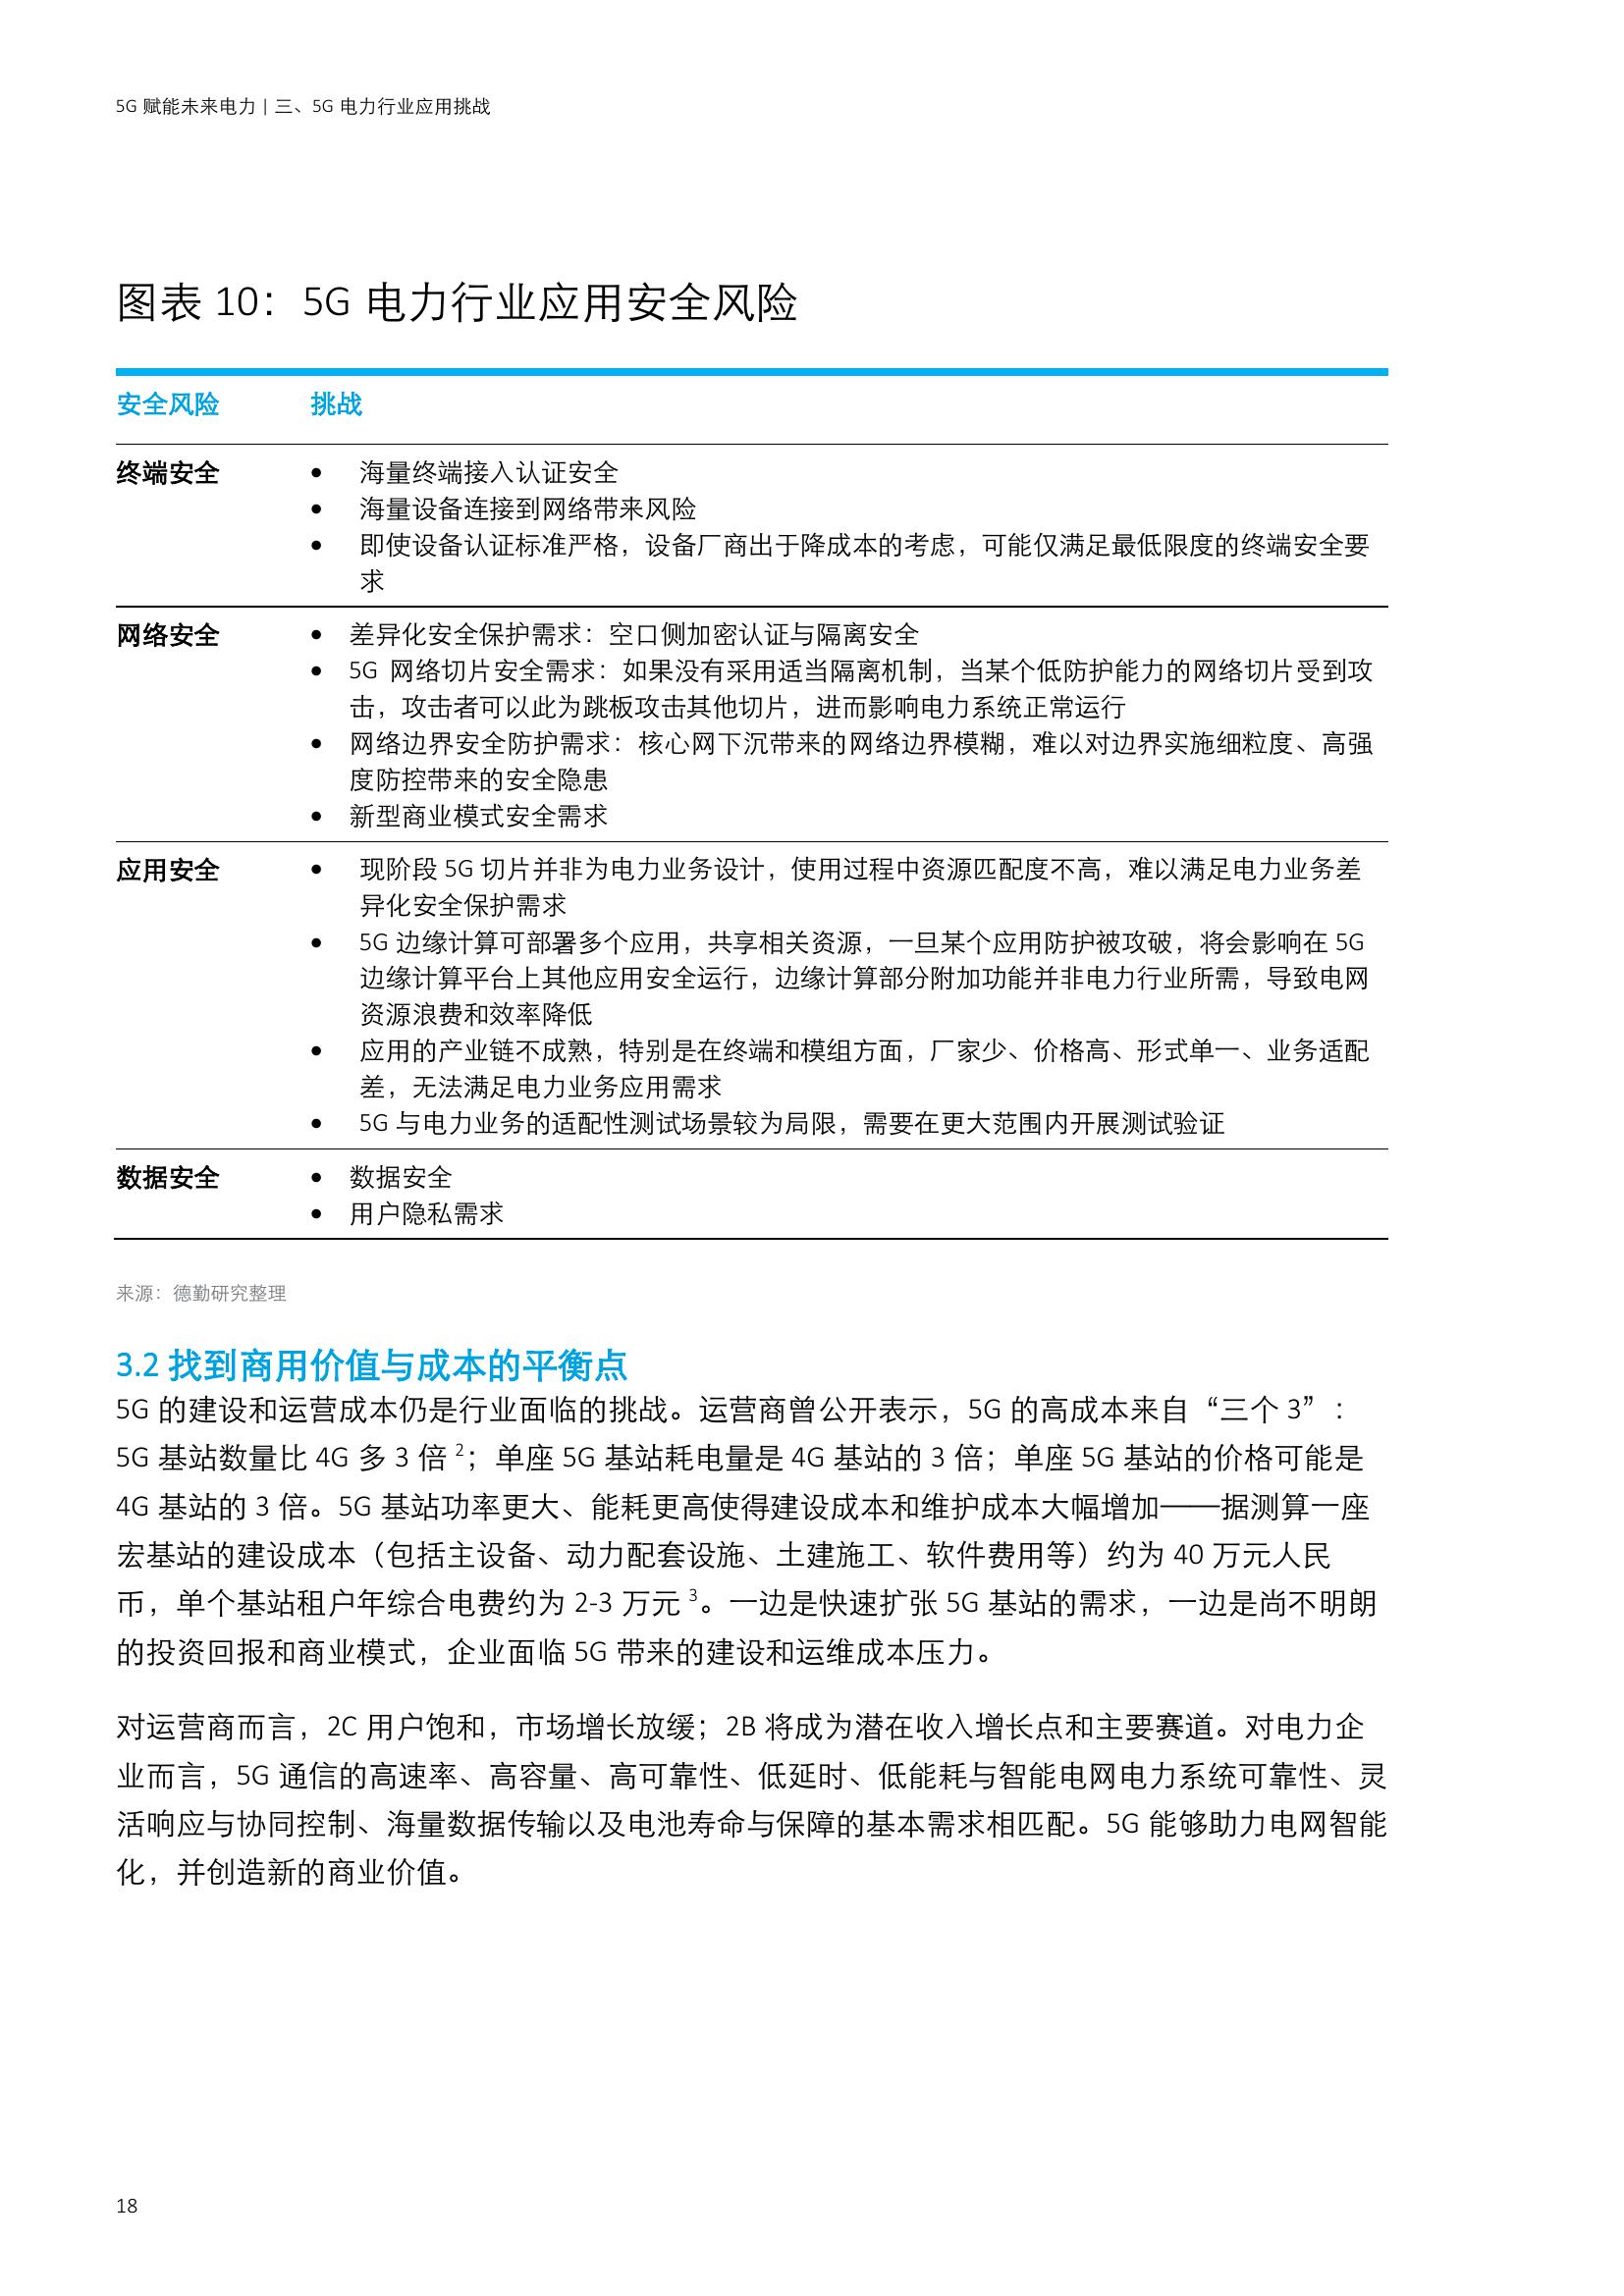 5G 赋能未来电力 | 三、5G 电力行业应用挑战
图表 10：5G 电力行业应用安全风险
安全风险 挑战
终端安全 • 海量终端接入认证安全
• 海量设备连接到网络带来风险
• 即使设备认证标准严格，设备厂商出于降成本的考虑，可能仅满足最低限度的终端安全要
求
网络安全 • 差异化安全保护需求：空口侧加密认证与隔离安全
• 5G 网络切片安全需求：如果没有采用适当隔离机制，当某个低防护能力的网络切片受到攻
击，攻击者可以此为跳板攻击其他切片，进而影响电力系统正常运行
• 网络边界安全防护需求：核心网下沉带来的网络边界模糊，难以对边界实施细粒度、高强
度防控带来的安全隐患
• 新型商业模式安全需求
应用安全 • 现阶段 5G 切片并非为电力业务设计，使用过程中资源匹配度不高，难以满足电力业务差
异化安全保护需求
• 5G 边缘计算可部署多个应用，共享相关资源，一旦某个应用防护被攻破，将会影响在 5G
边缘计算平台上其他应用安全运行，边缘计算部分附加功能并非电力行业所需，导致电网
资源浪费和效率降低
• 应用的产业链不成熟，特别是在终端和模组方面，厂家少、价格高、形式单一、业务适配
差，无法满足电力业务应用需求
• 5G 与电力业务的适配性测试场景较为局限，需要在更大范围内开展测试验证
数据安全 • 数据安全
• 用户隐私需求
来源：德勤研究整理
3.2 找到商用价值与成本的平衡点
5G 的建设和运营成本仍是行业面临的挑战。运营商曾公开表示，5G 的高成本来自“三个 3”：
5G 基站数量比 4G 多 3 倍 2；单座 5G 基站耗电量是 4G 基站的 3 倍；单座 5G 基站的价格可能是
4G 基站的 3 倍。5G 基站功率更大、能耗更高使得建设成本和维护成本大幅增加——据测算一座
宏基站的建设成本（包括主设备、动力配套设施、土建施工、软件费用等）约为 40 万元人民
币，单个基站租户年综合电费约为 2-3 万元 3。一边是快速扩张 5G 基站的需求，一边是尚不明朗
的投资回报和商业模式，企业面临 5G 带来的建设和运维成本压力。
对运营商而言，2C 用户饱和，市场增长放缓；2B 将成为潜在收入增长点和主要赛道。对电力企
业而言，5G 通信的高速率、高容量、高可靠性、低延时、低能耗与智能电网电力系统可靠性、灵
活响应与协同控制、海量数据传输以及电池寿命与保障的基本需求相匹配。5G 能够助力电网智能
化，并创造新的商业价值。
18